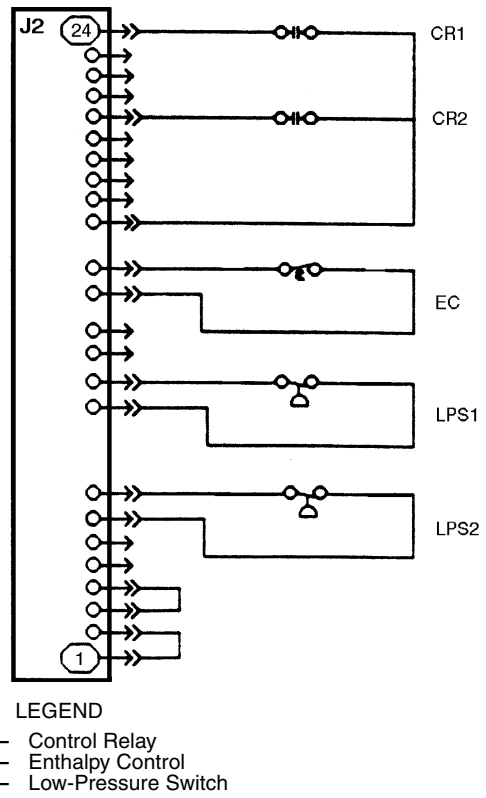 J2
24
CR1
CR2
EC
LPS1
LPS2
1
LEGEND
– Control Relay
– Enthalpy Control
– Low-Pressure Switch